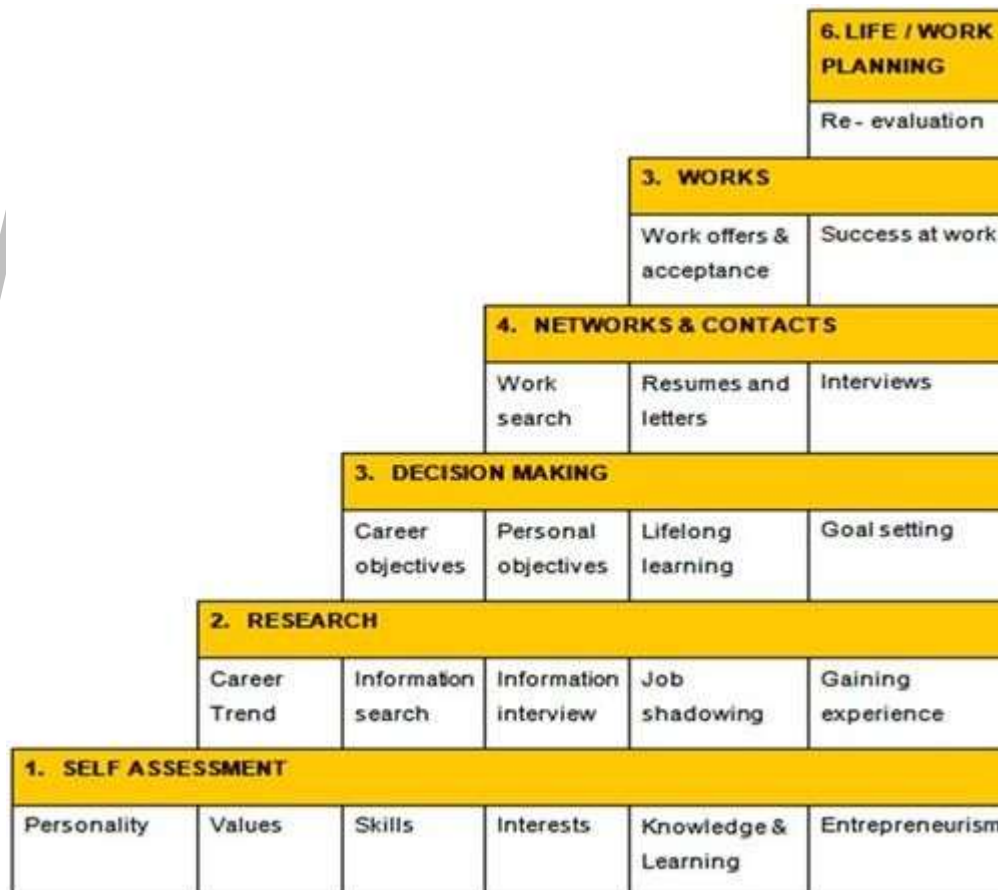 6. LIFE / WORK
PLANNING
Re - evaluation
3. WORKS
Work offers &
acceptance
Success at work
4. NETWORKS & CONTACTS
Work
search
Resumes and
letters
Interviews
3. DECISION MAKING
Career
objectives
Personal
objectives
Lifelong
learning
Goal setting
2. RESEARCH
Career
Trend
Information
search
Information
interview
Job
shadowing
Gaining
experience
1. SELF ASSESSMENT
Personality
Values
Skills
Interests
Knowledge &
Learning
Entrepreneurism